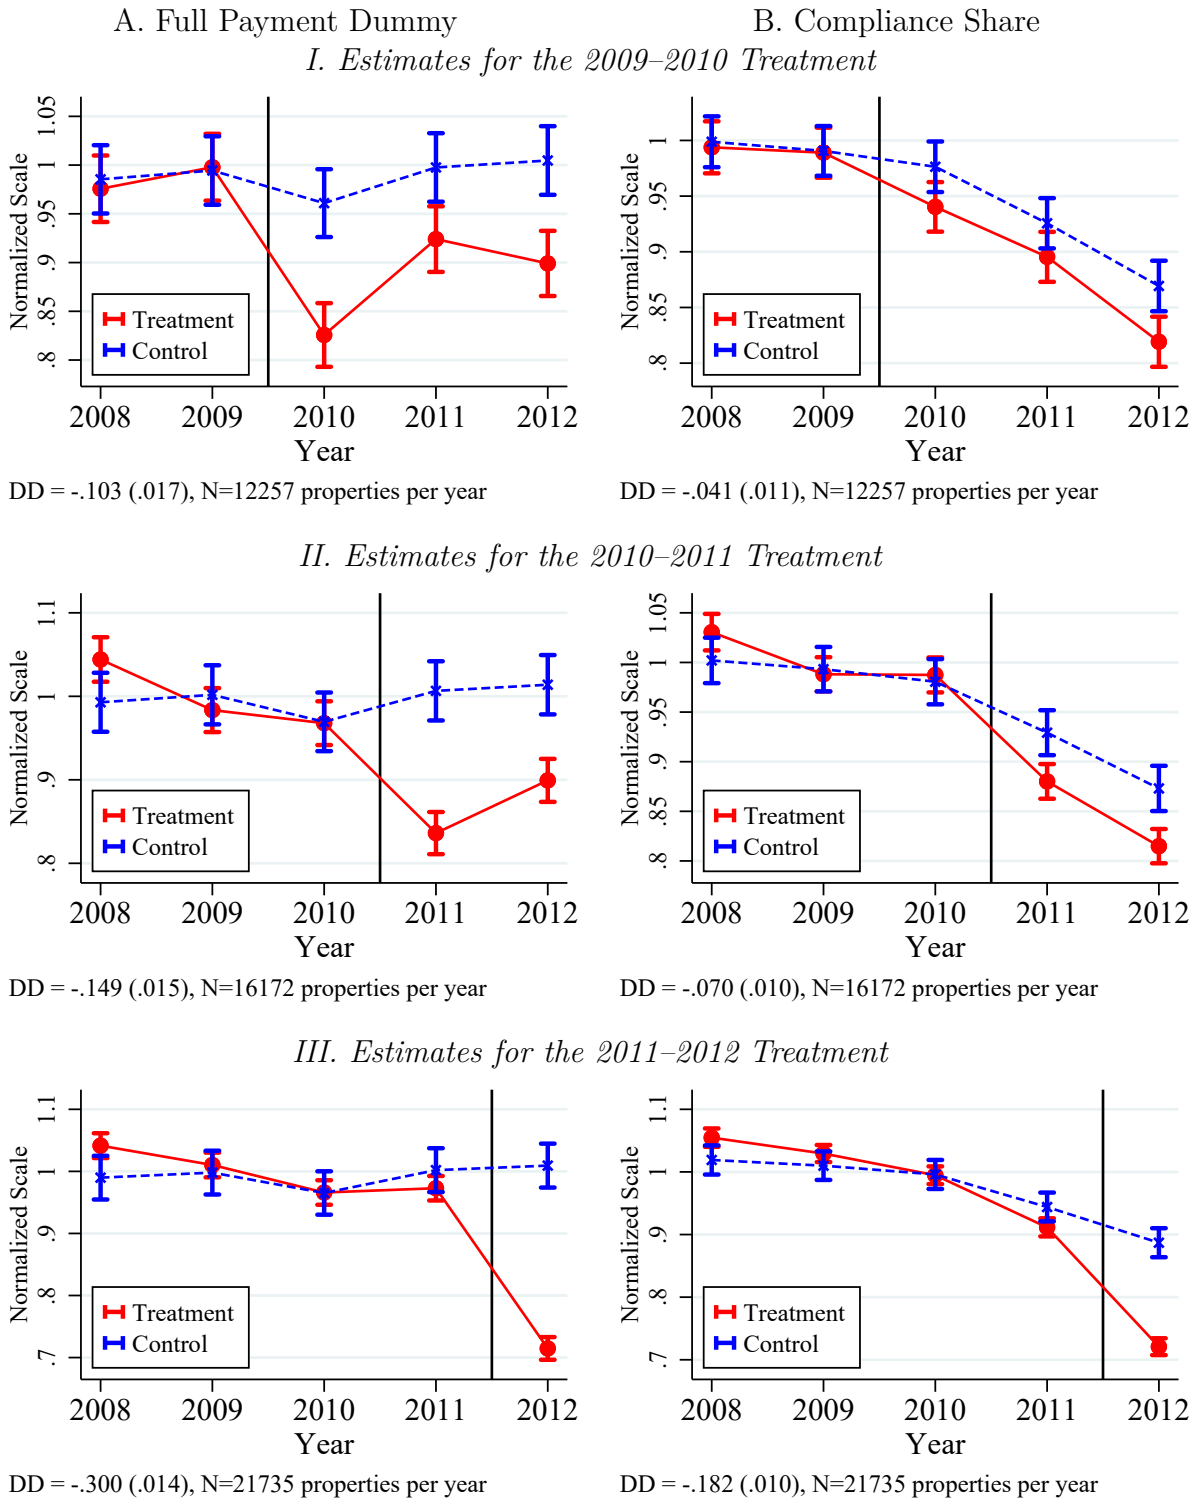 A. Full Payment Dummy
B. Compliance Share
I. Estimates for the 2009–2010 Treatment
Normalized Scale
1.05
1
.95
.9
.85
.8
Treatment
Control
2008 2009 2010 2011 2012
Year
DD = -.103 (.017), N=12257 properties per year
Normalized Scale
1
.95
.9
.85
.8
Treatment
Control
2008 2009 2010 2011 2012
Year
DD = -.041 (.011), N=12257 properties per year
II. Estimates for the 2010–2011 Treatment
Normalized Scale
1.1
1
.9
.8
Treatment
Control
2008 2009 2010 2011 2012
Year
DD = -.149 (.015), N=16172 properties per year
Normalized Scale
1.05
1
.95
.9
.85
.8
Treatment
Control
2008 2009 2010 2011 2012
Year
DD = -.070 (.010), N=16172 properties per year
III. Estimates for the 2011–2012 Treatment
Normalized Scale
1.1
1
.9
.8
.7
Treatment
Control
2008 2009 2010 2011 2012
Year
DD = -.300 (.014), N=21735 properties per year
Normalized Scale
1.1
1
.9
.8
.7
Treatment
Control
2008 2009 2010 2011 2012
Year
DD = -.182 (.010), N=21735 properties per year